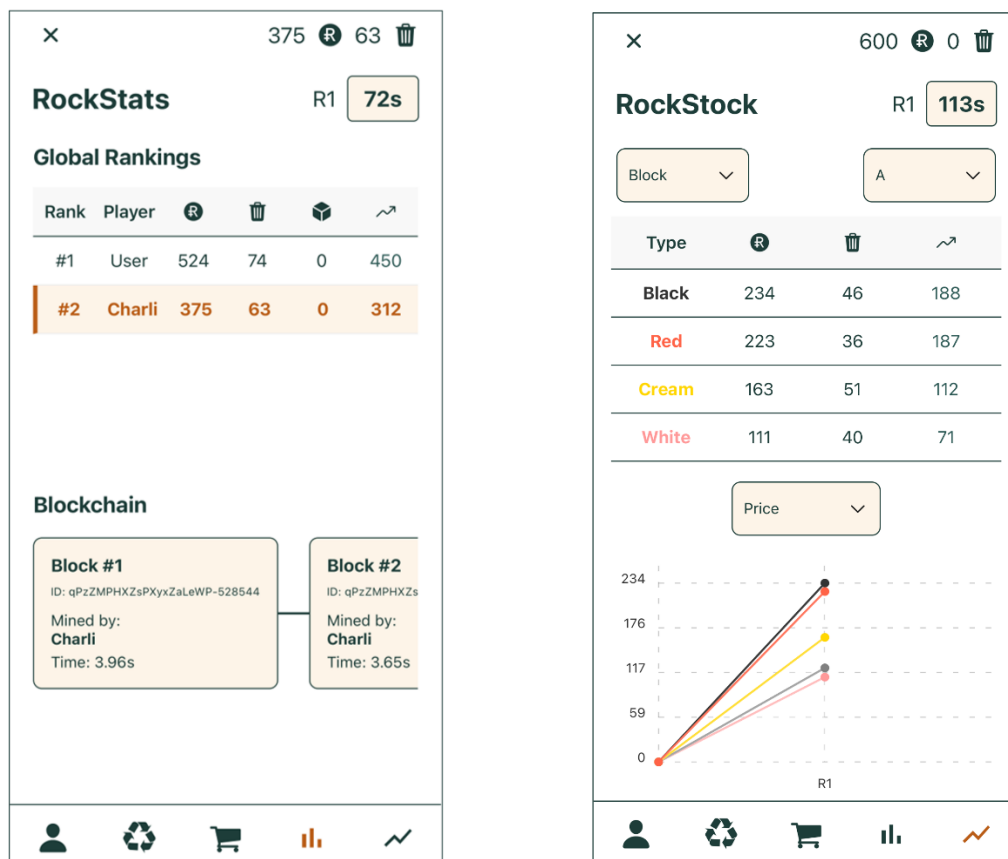 375 R 63
RockStats R1 72s
Global Rankings
Rank Player R
#1 User 524 74 0 450
#2 Charli 375 63 0 312
Blockchain
Block #1
ID: qPzZMPHXZsPXyxZaLeWP-528544
Mined by:
Charli
Time: 3.96s
Block #2
ID: qPzZMPHXZs
Mined by:
Charli
Time: 3.65s
600 R 0
RockStock R1 113s
Block A
Type R
Black 234 46 188
Red 223 36 187
Cream 163 51 112
White 111 40 71
Price
234
176
117
59
0
R1